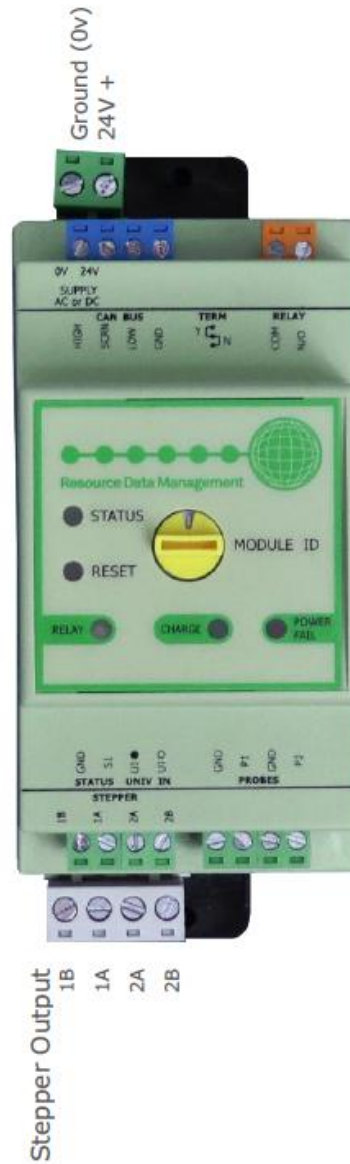 Ground (0v)
24V +
0V 24V
SUPPLY
AC or DC
CAN BUS
TERM
RELAY
HIGH
SCRN
LOW
GND
Y
N
COM
N/O
Resource Data Management
STATUS
MODULE ID
RESET
RELAY
CHARGE
POWER
FAIL
GND
S1
UI●
UI○
GND
P1
GND
P2
STATUS
UNIV IN
PROBES
STEPPER
1B
1A
2A
2B
Stepper Output
1B
1A
2A
2B